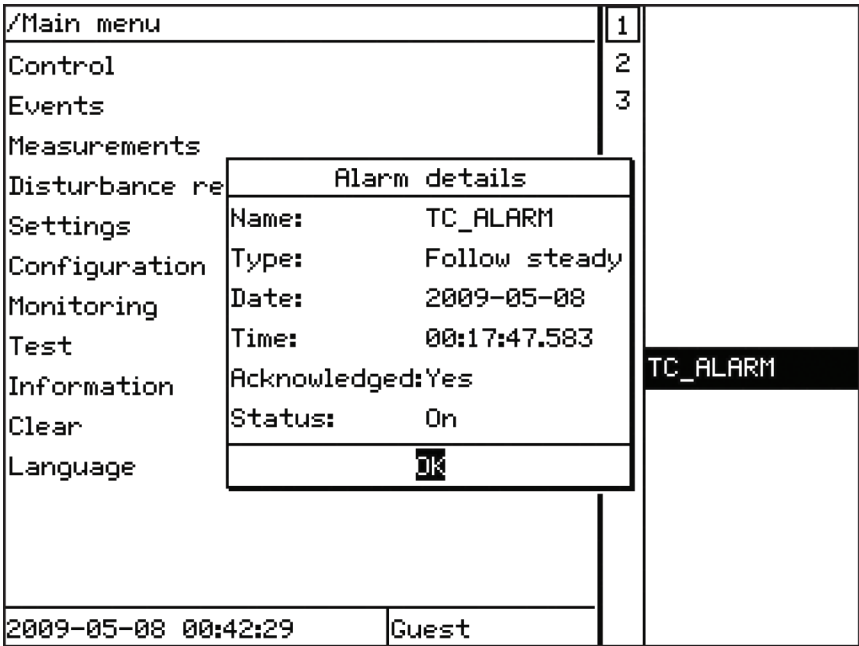 /Main menu
Control
Events
Measurements
Disturbance re
Settings
Configuration
Monitoring
Test
Information
Clear
Language
Alarm details
Name: TC_ALARM
Type: Follow steady
Date: 2009-05-08
Time: 00:17:47.583
Acknowledged:Yes
Status: On
OK
1
2
3
TC_ALARM
2009-05-08 00:42:29 Guest